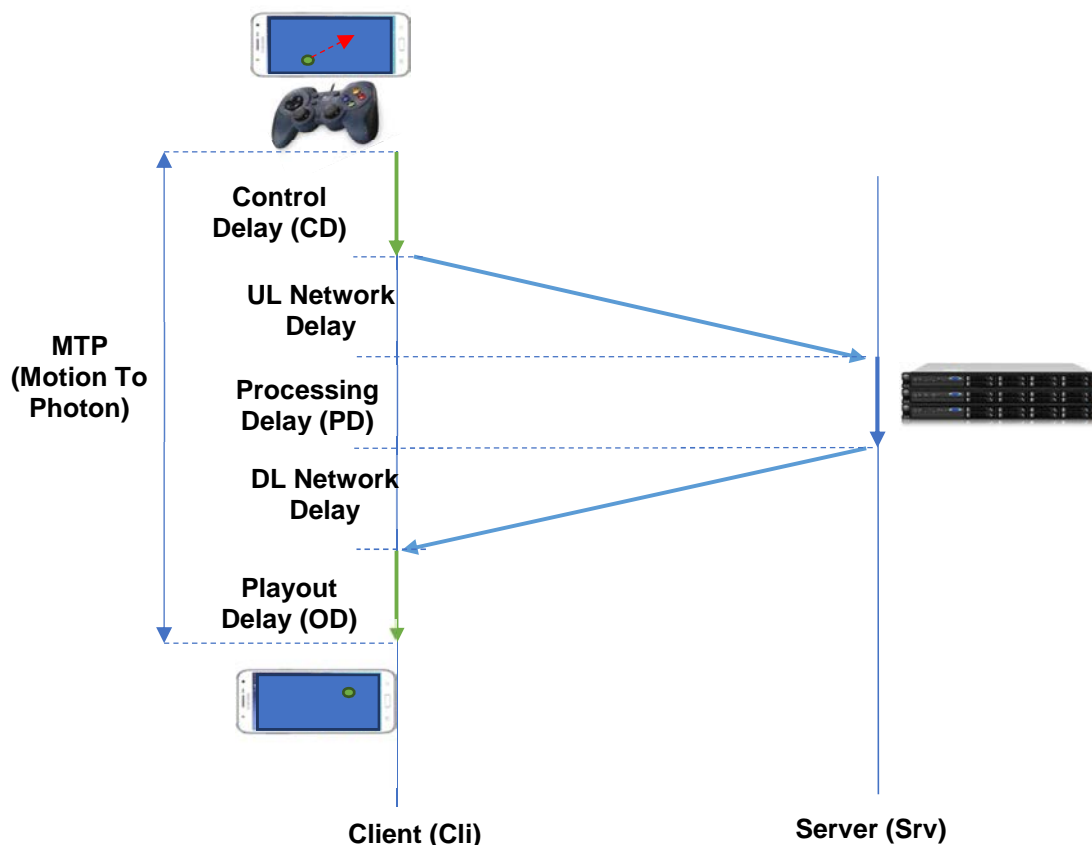 Control
Delay (CD)
UL Network
Delay
MTP
(Motion To
Photon)
Processing
Delay (PD)
DL Network
Delay
Playout
Delay (OD)
Client (Cli)
Server (Srv)